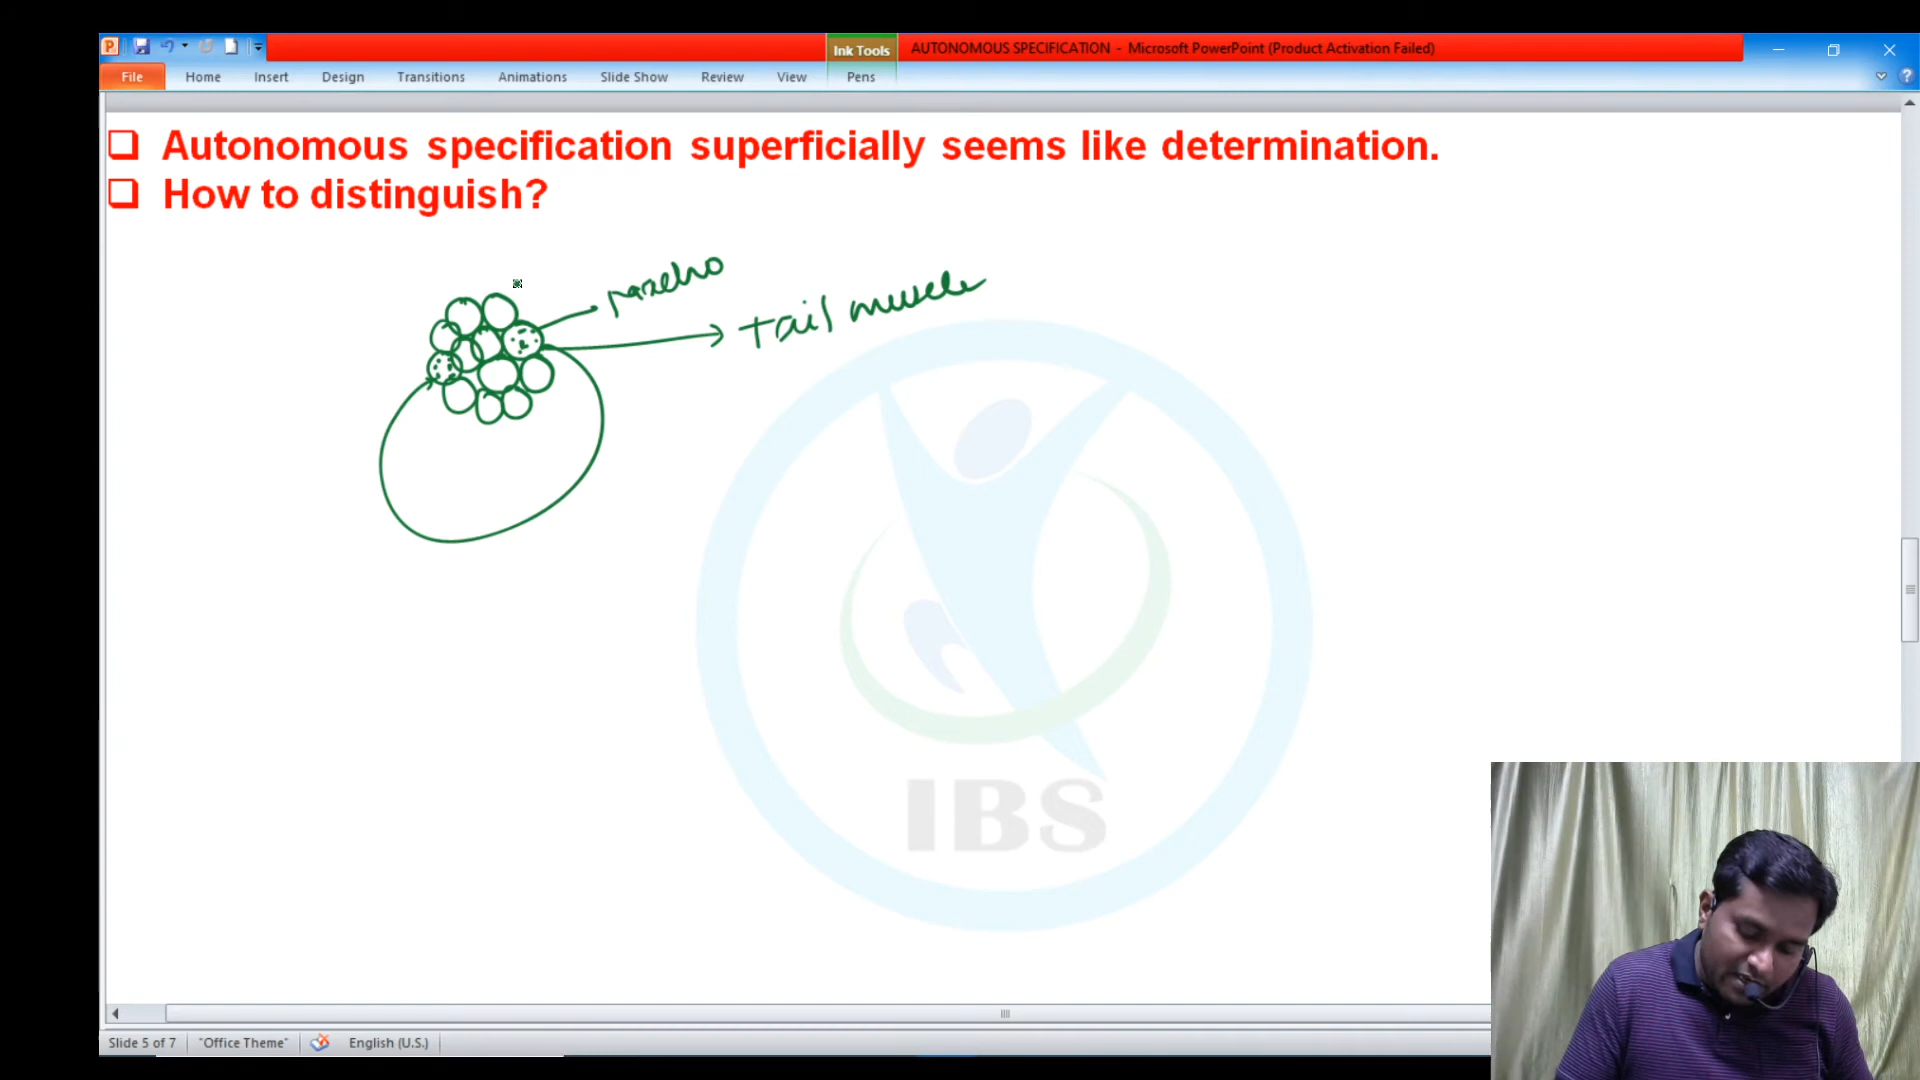 Ink Tools
AUTONOMOUS SPECIFICATION - Microsoft PowerPoint (Product Activation Failed)
File Home Insert Design Transitions Animations Slide Show Review View Pens
Autonomous specification superficially seems like determination.
How to distinguish?
macho
tail muscle
IBS
Slide 5 of 7 "Office Theme" English (U.S.)